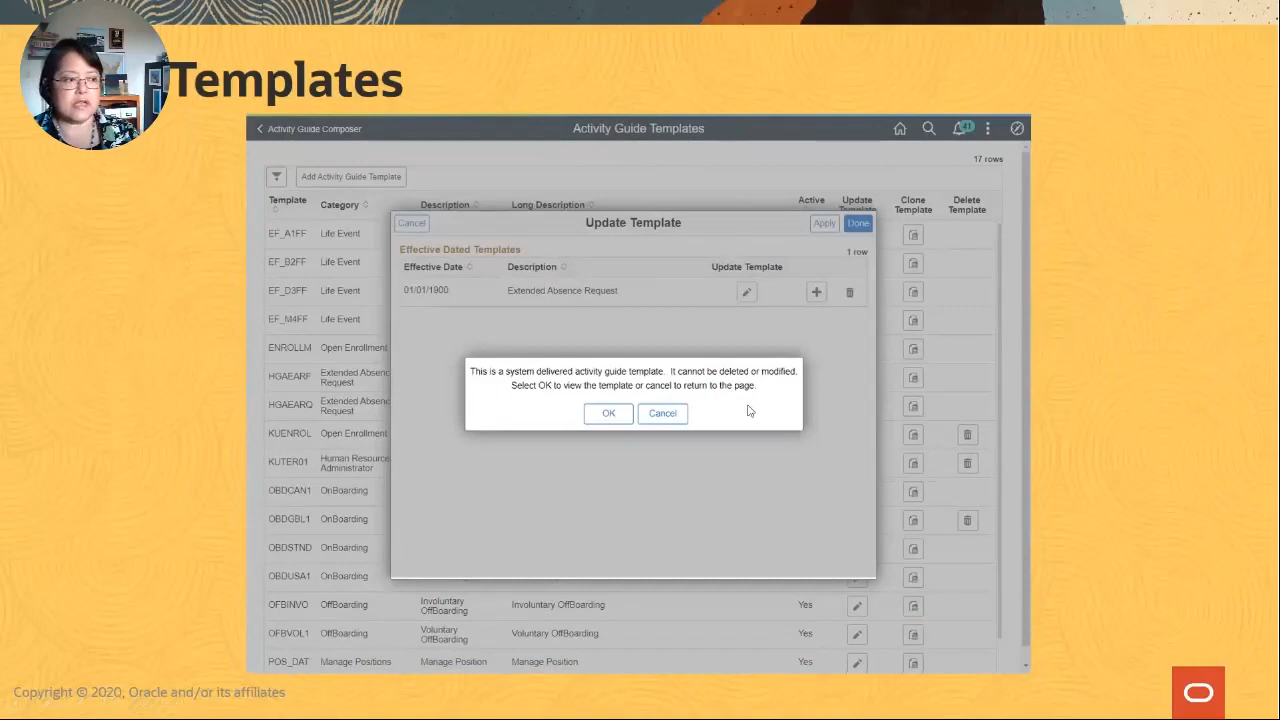 Templates
Activity Guide Composer
Activity Guide Templates
17 rows
Add Activity Guide Template
Template Category Description Long Description Active Update Template Clone Template Delete Template
Cancel
Update Template
Apply
Done
Effective Dated Templates
1 row
Effective Date Description Update Template
01/01/1900 Extended Absence Request
This is a system delivered activity guide template. It cannot be deleted or modified.
Select OK to view the template or cancel to return to the page.
OK
Cancel
EF_A1FF Life Event
EF_B2FF Life Event
EF_D3FF Life Event
EF_M4FF Life Event
ENROLLM Open Enrollment
HGAEARF Extended Absenc
Request
HGAEARQ Extended Absenc
Request
KUENROL Open Enrollment
KUTER01 Human Resource
Administrator
OBDCAN1 OnBoarding
OBDGBL1 OnBoarding
OBDSTND OnBoarding
OBDUSA1 OnBoarding
OFBINVO OffBoarding Involuntary OffBoarding Involuntary OffBoarding Yes
OFBVOL1 OffBoarding Voluntary OffBoarding Voluntary OffBoarding Yes
POS_DAT Manage Positions Manage Position Manage Position Yes
Copyright © 2020, Oracle and/or its affiliates